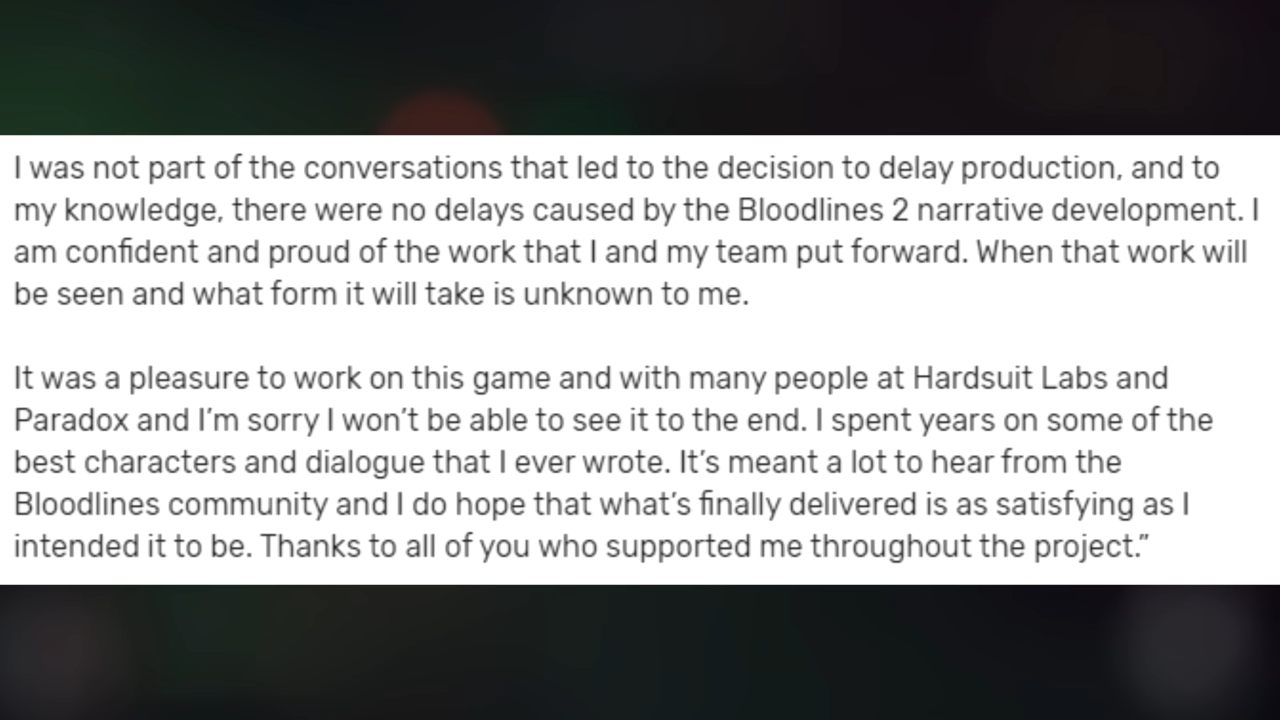 I was not part of the conversations that led to the decision to delay production, and to
my knowledge, there were no delays caused by the Bloodlines 2 narrative development. I
am confident and proud of the work that I and my team put forward. When that work will
be seen and what form it will take is unknown to me.
It was a pleasure to work on this game and with many people at Hardsuit Labs and
Paradox and I’m sorry I won’t be able to see it to the end. I spent years on some of the
best characters and dialogue that I ever wrote. It’s meant a lot to hear from the
Bloodlines community and I do hope that what’s finally delivered is as satisfying as I
intended it to be. Thanks to all of you who supported me throughout the project.”